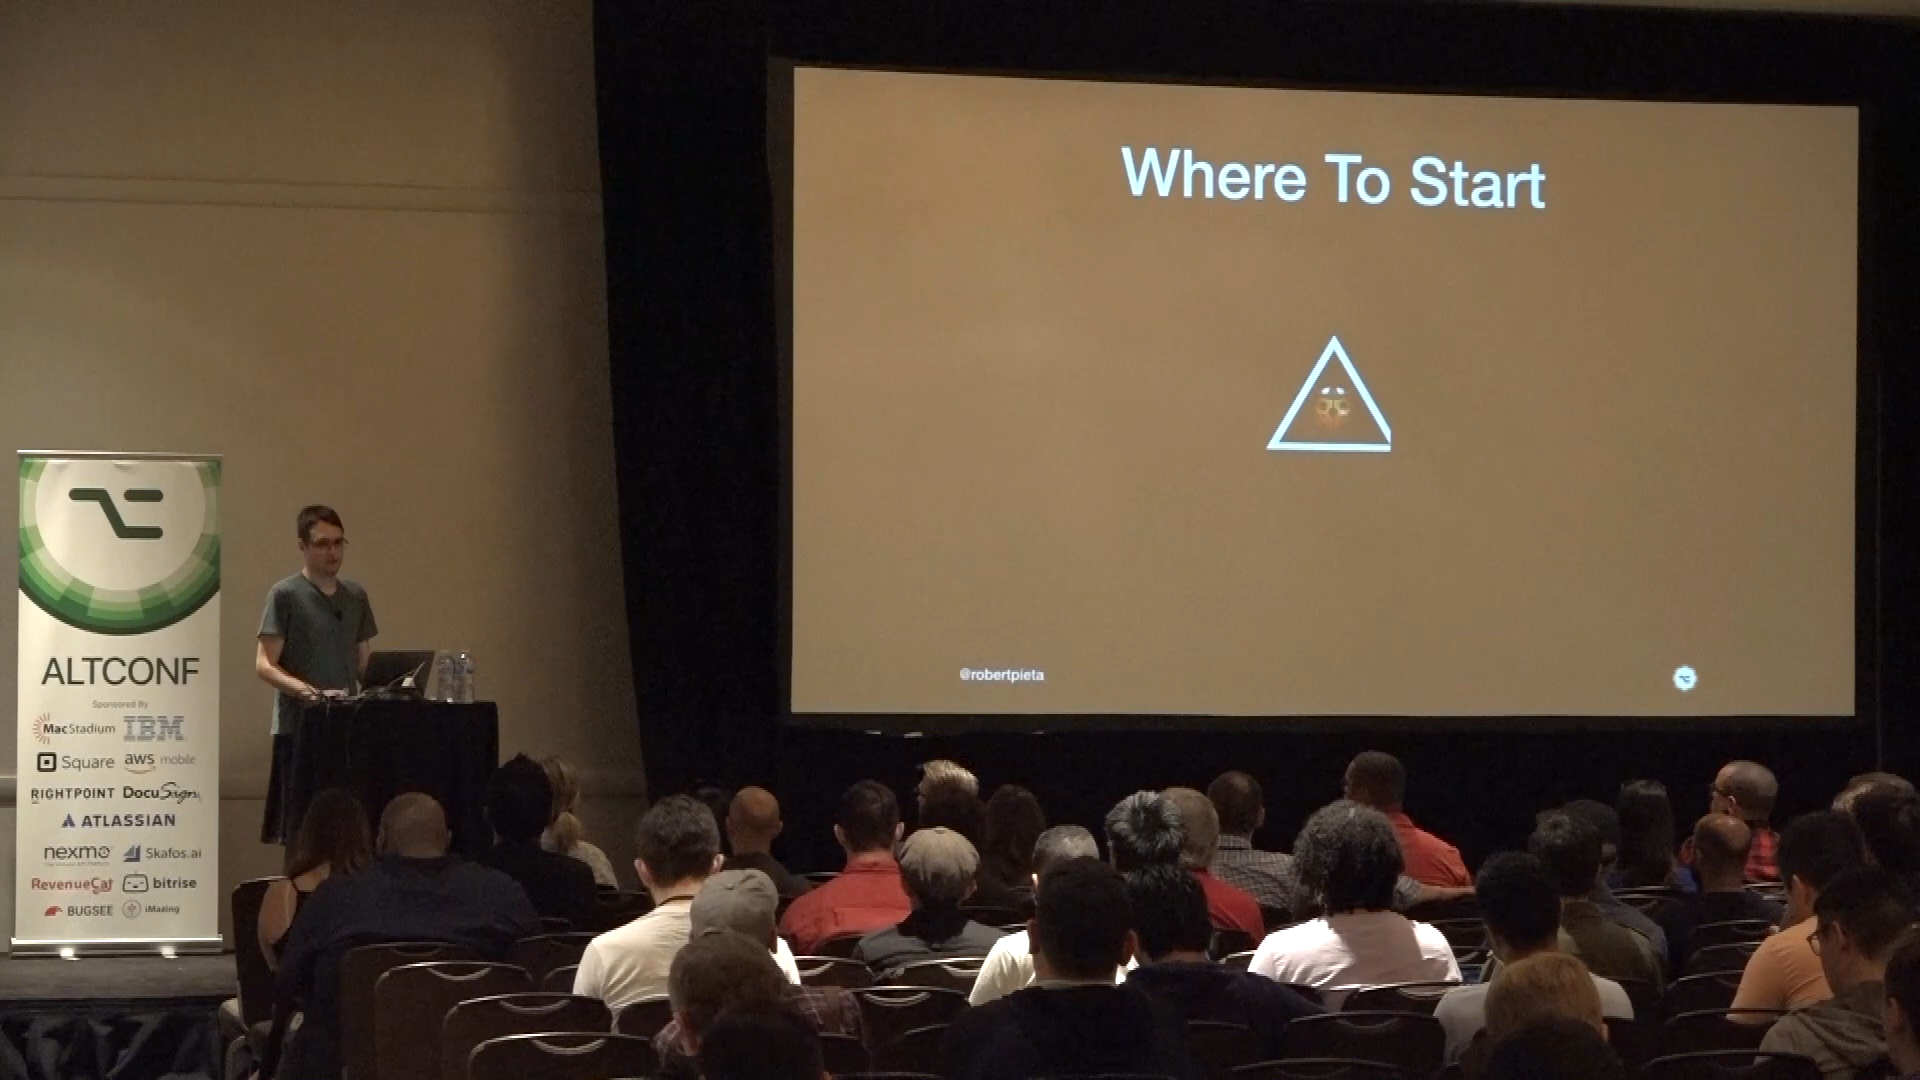 Where To Start
@robertpieta
ALTCONF
Sponsored By
MacStadium IBM
Square aws mobile
RIGHTPOINT DocuSign
ATLASSIAN
nexmo Skafos.ai
RevenueCat bitrise
BUGSEE iMazing